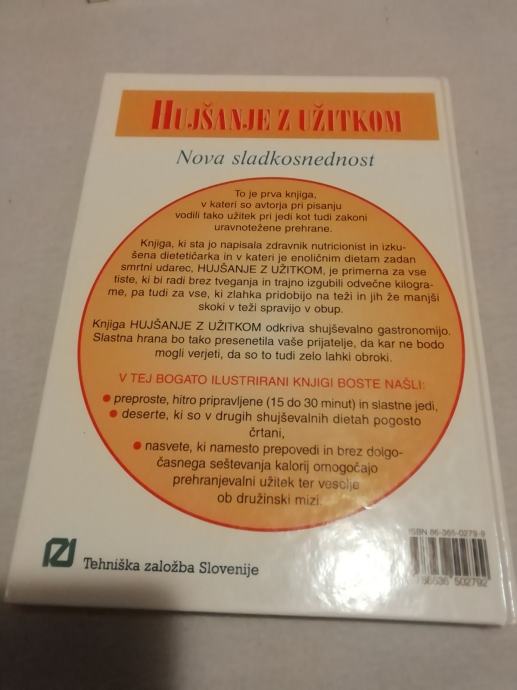 HUJŠANJE Z UŽITKOM
Nova sladkosnednost
To je prva knjiga,
v kateri so avtorja pri pisanju
vodili tako užitek pri jedi kot tudi zakoni
uravnotežene prehrane.
Knjiga, ki sta jo napisala zdravnik nutricionist in izku-
šena dietetičarka in v kateri je enoličnim dietam zadan
smrtni udarec, HUJŠANJE Z UŽITKOM, je primerna za vse
tiste, ki bi radi brez tveganja in trajno izgubili odvečne kilogra-
me, pa tudi za vse, ki zlahka pridobijo na teži in jih že manjši
skoki v teži spravijo v obup.
Knjiga HUJŠANJE Z UŽITKOM odkriva shujševalno gastronomijo.
Slastna hrana bo tako presenetila vaše prijatelje, da kar ne bodo
mogli verjeti, da so to tudi zelo lahki obroki.
V TEJ BOGATO ILUSTRIRANI KNJIGI BOSTE NAŠLI:
● preproste, hitro pripravljene (15 do 30 minut) in slastne jedi,
● deserte, ki so v drugih shujševalnih dietah pogosto
črtani,
● nasvete, ki namesto prepovedi in brez dolgo-
časnega seštevanja kalorij omogočajo
prehranjevalni užitek ter veselje
ob družinski mizi.
ISBN 86-365-0279-9
Tehniška založba Slovenije
788636 502792